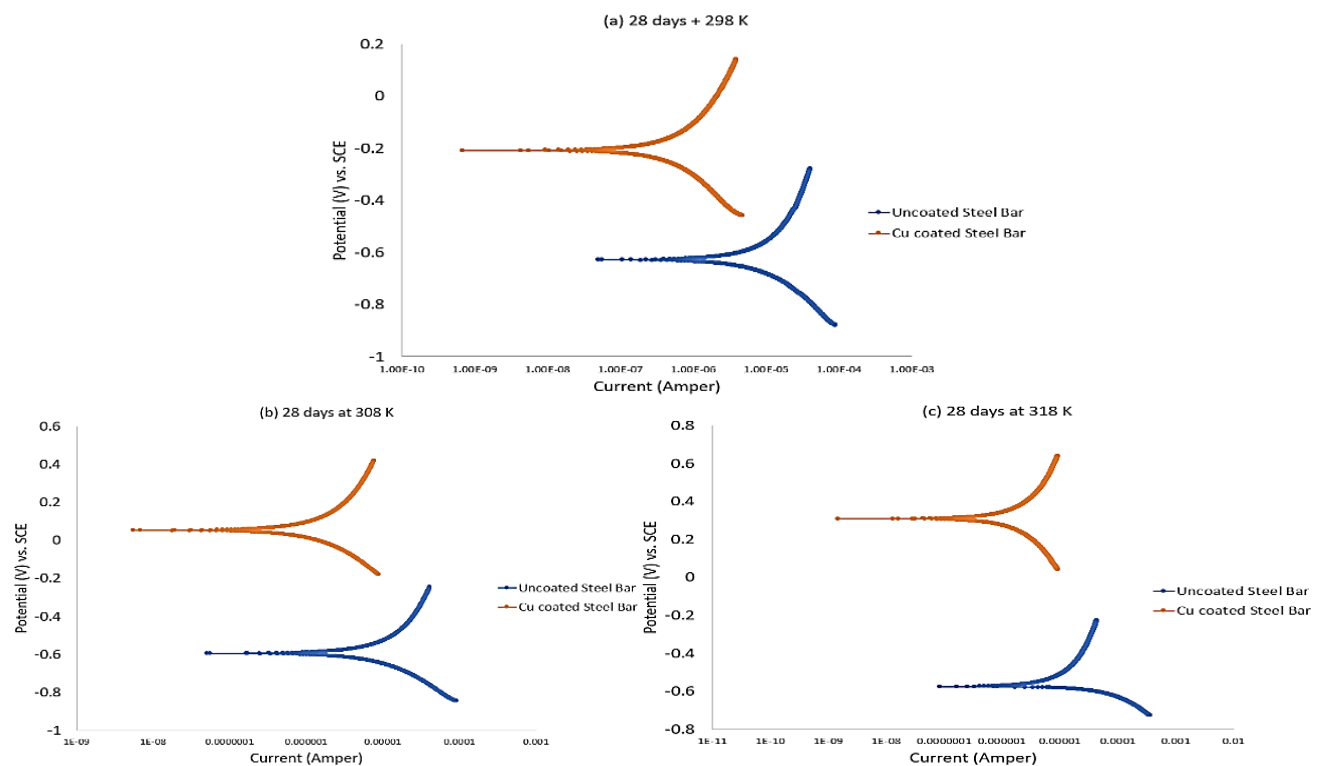 (a) 28 days + 298 K
0.2
0
-0.2
-0.4
-0.6
-0.8
-1
Potential (V) vs. SCE
1.00E-10 1.00E-09 1.00E-08 1.00E-07 1.00E-06 1.00E-05 1.00E-04 1.00E-03
Current (Amper)
Uncoated Steel Bar
Cu coated Steel Bar
(b) 28 days at 308 K
0.6
0.4
0.2
0
-0.2
-0.4
-0.6
-0.8
-1
Potential (V) vs. SCE
1E-09 1E-08 0.0000001 0.000001 0.00001 0.0001 0.001
Current (Amper)
Uncoated Steel Bar
Cu coated Steel Bar
(c) 28 days at 318 K
0.8
0.6
0.4
0.2
0
-0.2
-0.4
-0.6
-0.8
Potential (V) vs. SCE
1E-11 1E-10 1E-09 1E-08 0.0000001 0.000001 0.00001 0.0001 0.001 0.01
Current (Amper)
Uncoated Steel Bar
Cu coated Steel Bar